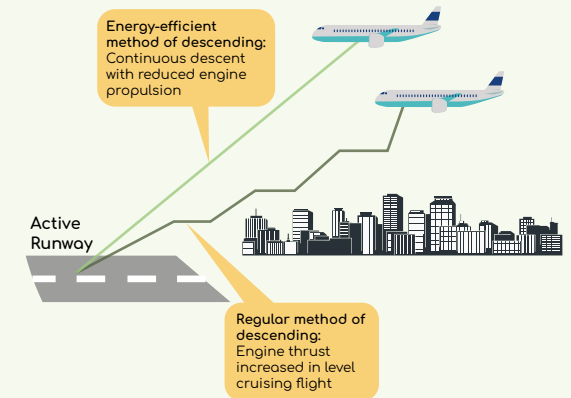 Energy-efficient
method of descending:
Continuous descent
with reduced engine
propulsion
Active
Runway
Regular method of
descending:
Engine thrust
increased in level
cruising flight